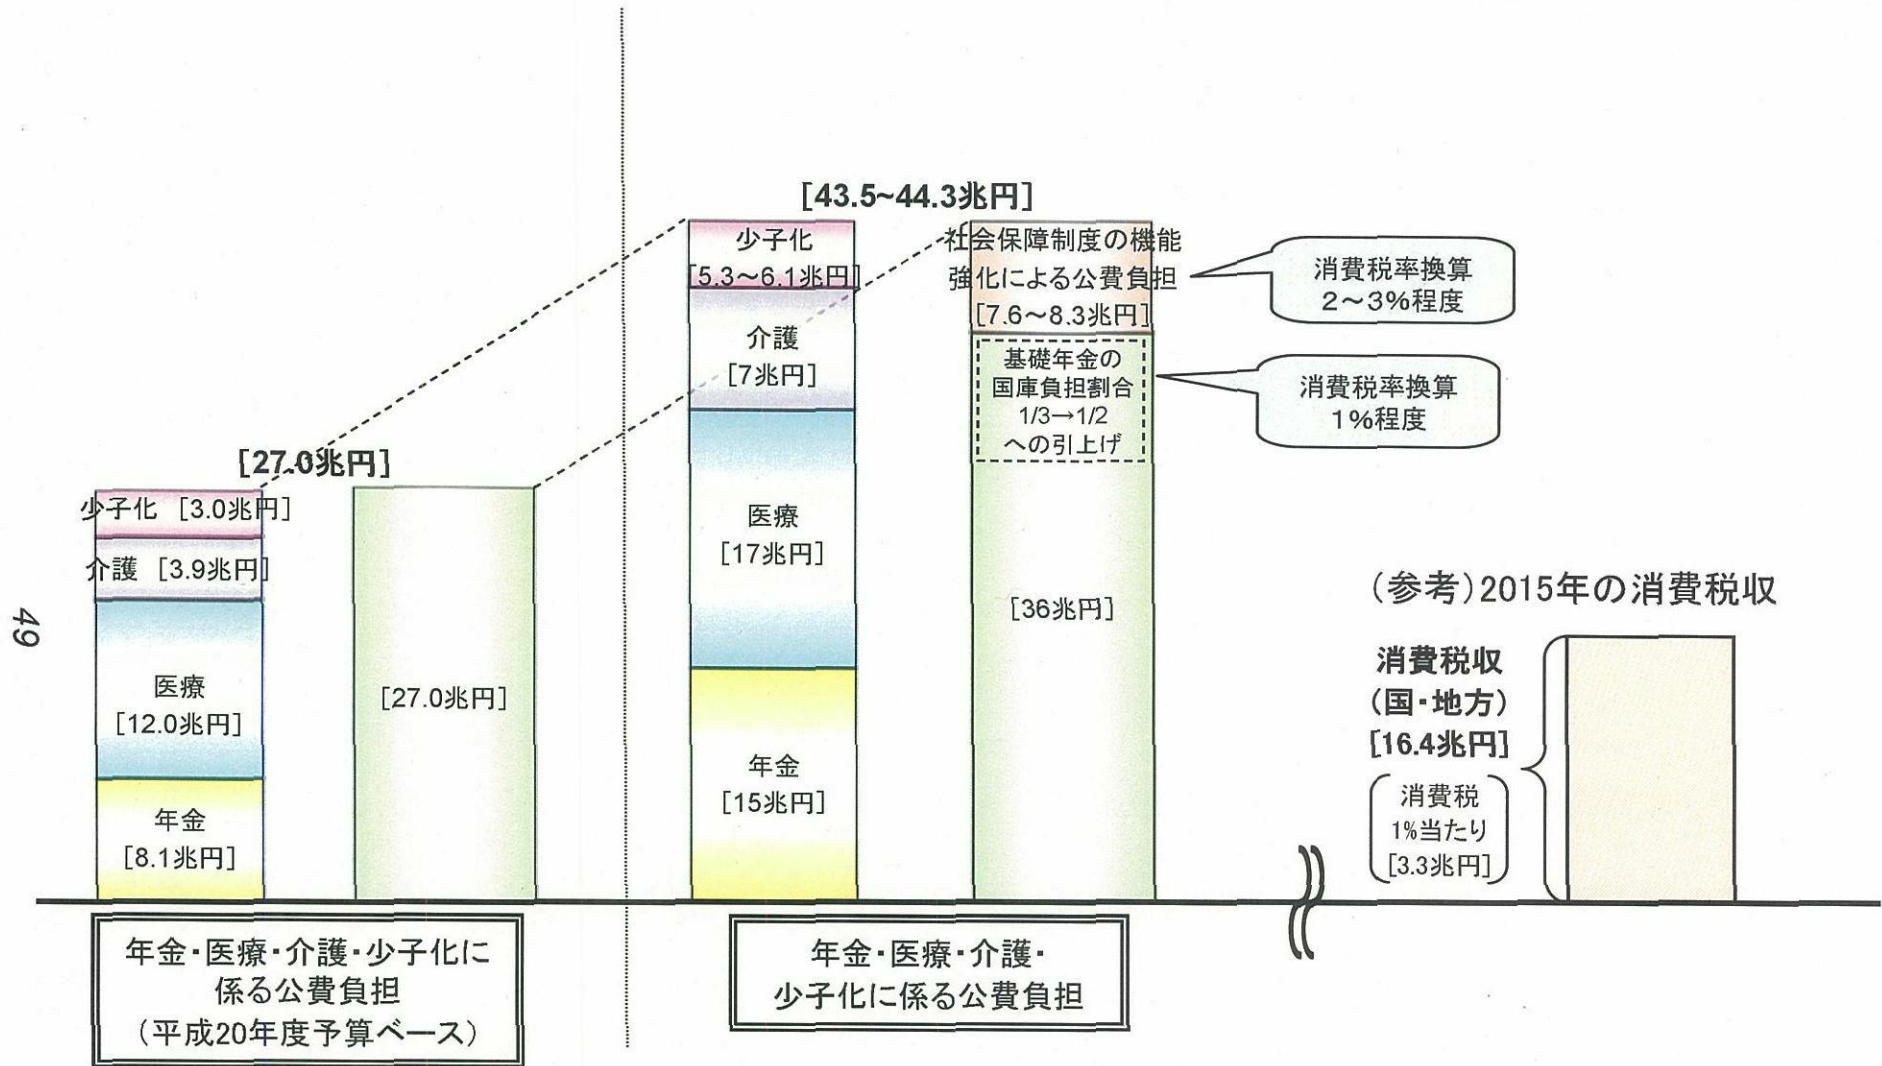 [27.0兆円]
少子化 [3.0兆円]
介護 [3.9兆円]
医療
[12.0兆円]
年金
[8.1兆円]
[27.0兆円]
年金・医療・介護・少子化に
係る公費負担
(平成20年度予算ベース)
[43.5~44.3兆円]
少子化
[5.3~6.1兆円]
介護
[7兆円]
医療
[17兆円]
年金
[15兆円]
社会保障制度の機能
強化による公費負担
[7.6~8.3兆円]
基礎年金の
国庫負担割合
1/3→1/2
への引上げ
[36兆円]
消費税率換算
2~3%程度
消費税率換算
1%程度
年金・医療・介護・
少子化に係る公費負担
(参考)2015年の消費税収
消費税収
(国・地方)
[16.4兆円]
消費税
1%当たり
[3.3兆円]
49